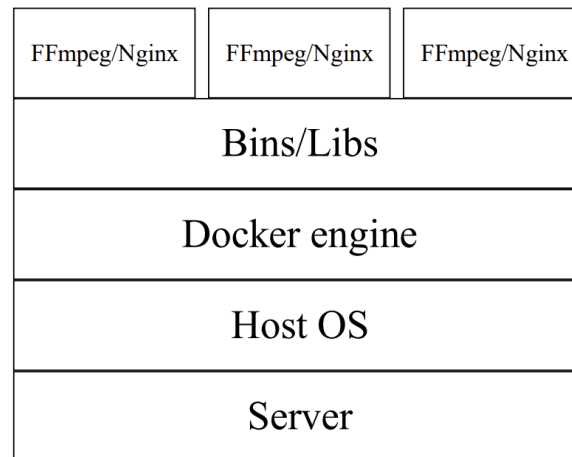 FFmpeg/Nginx FFmpeg/Nginx FFmpeg/Nginx
Bins/Libs
Docker engine
Host OS
Server